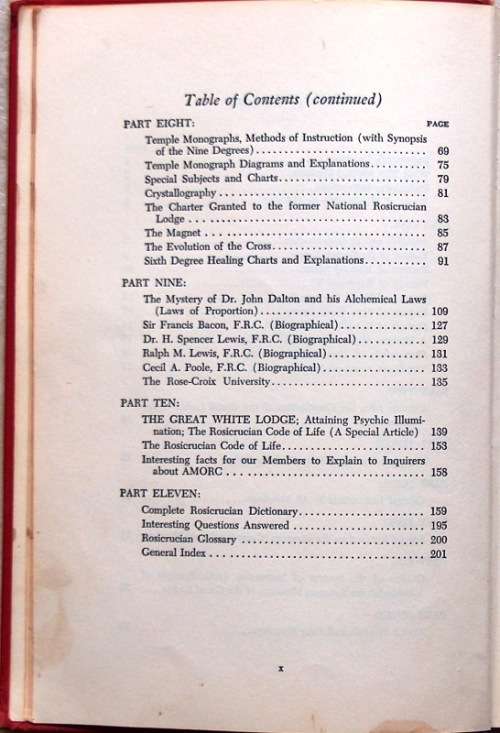 Table of Contents (continued)
PART EIGHT: PAGE
Temple Monographs, Methods of Instruction (with Synopsis
of the Nine Degrees) 69
Temple Monograph Diagrams and Explanations 75
Special Subjects and Charts 79
Crystallography 81
The Charter Granted to the former National Rosicrucian
Lodge 83
The Magnet 85
The Evolution of the Cross 87
Sixth Degree Healing Charts and Explanations 91
PART NINE:
The Mystery of Dr. John Dalton and his Alchemical Laws
(Laws of Proportion) 109
Sir Francis Bacon, F.R.C. (Biographical) 127
Dr. H. Spencer Lewis, F.R.C. (Biographical) 129
Ralph M. Lewis, F.R.C. (Biographical) 131
Cecil A. Poole, F.R.C. (Biographical) 133
The Rose-Croix University 135
PART TEN:
THE GREAT WHITE LODGE; Attaining Psychic Illumi-
nation; The Rosicrucian Code of Life (A Special Article) 139
The Rosicrucian Code of Life 153
Interesting facts for our Members to Explain to Inquirers
about AMORC 158
PART ELEVEN:
Complete Rosicrucian Dictionary 159
Interesting Questions Answered 195
Rosicrucian Glossary 200
General Index 201
x